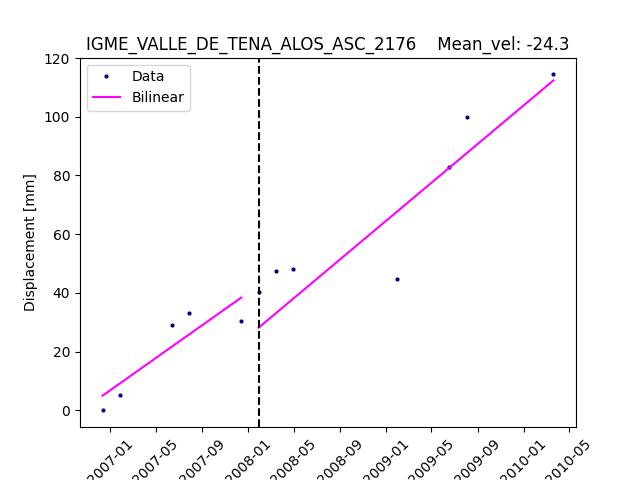 IGME_VALLE_DE_TENA_ALOS_ASC_2176 Mean_vel: -24.3
Data
Bilinear
Displacement [mm]
120
100
80
60
40
20
0
2007-01 2007-05 2007-09 2008-01 2008-05 2008-09 2009-01 2009-05 2009-09 2010-01 2010-05